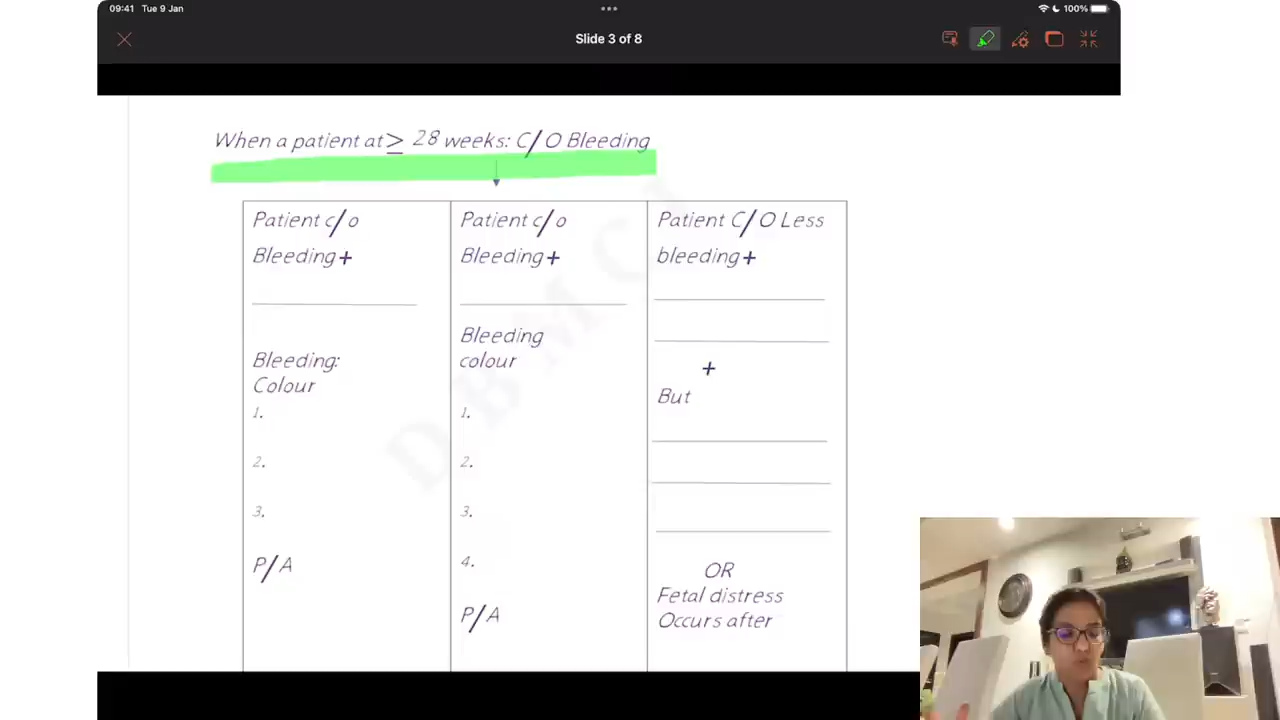 09:41 Tue 9 Jan
100%
Slide 3 of 8
When a patient at ≥ 28 weeks: C/O Bleeding
Patient c/o
Bleeding +
Bleeding:
Colour
1.
2.
3.
P/A
Patient c/o
Bleeding +
Bleeding
colour
1.
2.
3.
4.
P/A
Patient C/O Less
bleeding +
+
But
OR
Fetal distress
Occurs after
DBMCI